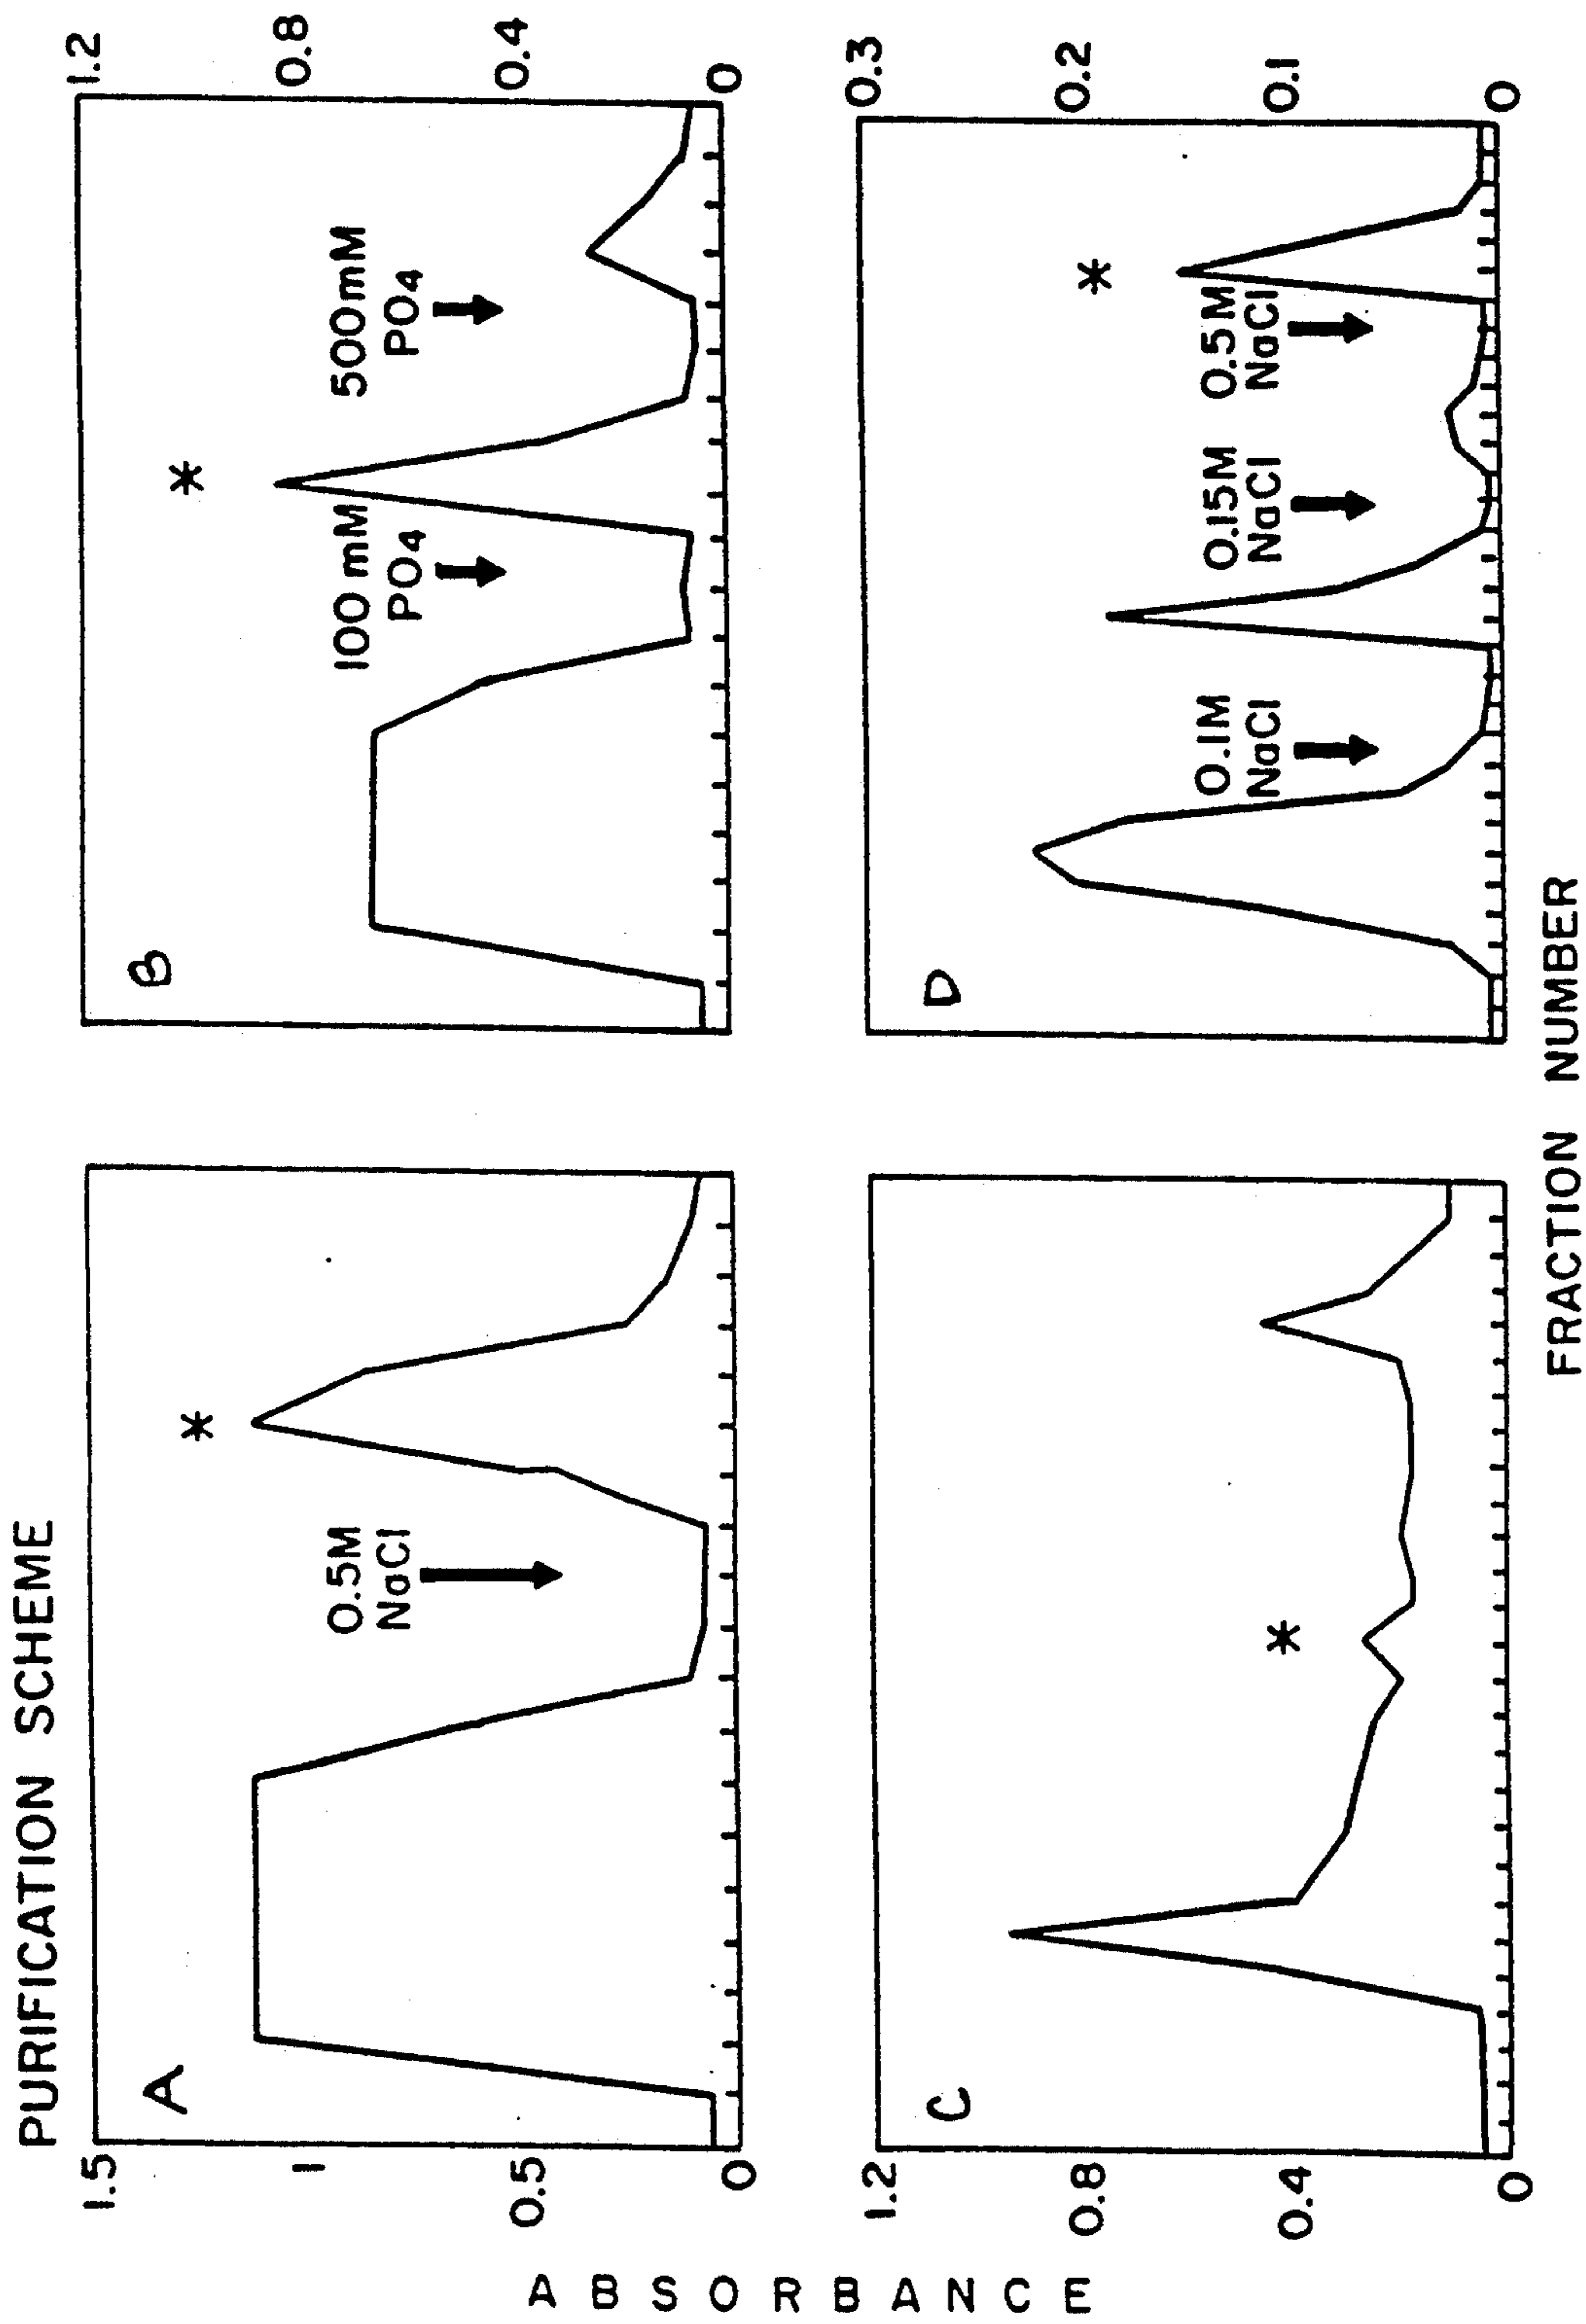 PURIFICATION SCHEME
A
1.5
1
0.5
0
0.5M
NaCl
*
B
1.2
0.8
0.4
0
100 mM
PO4
*
500mM
PO4
C
1.2
0.8
0.4
0
*
D
0.3
0.2
0.1
0
0.1M
NaCl
0.15M
NaCl
0.5M
NaCl
*
ABSORBANCE
FRACTION NUMBER